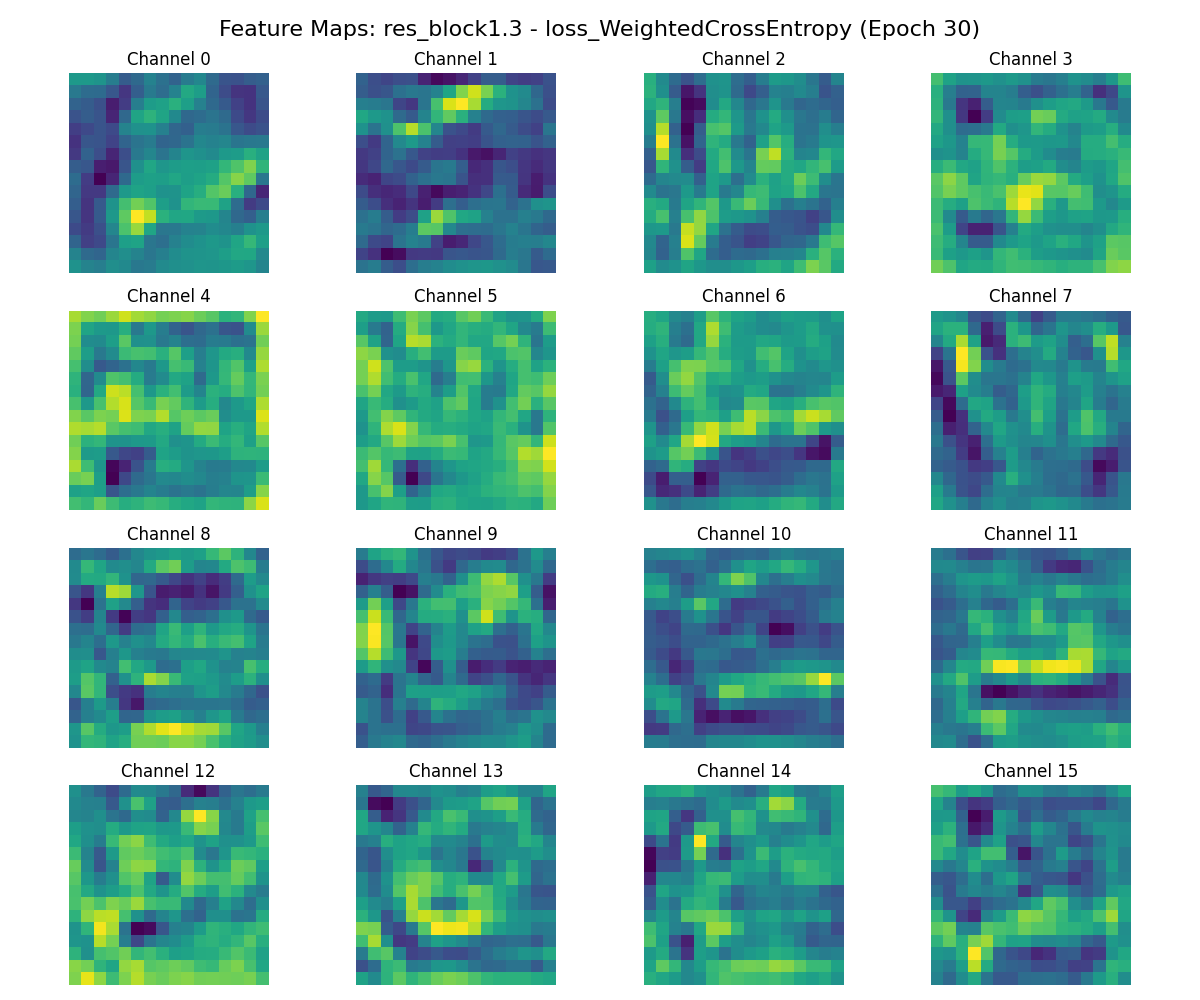 Feature Maps: res_block1.3 - loss_WeightedCrossEntropy (Epoch 30)
Channel 0 Channel 1 Channel 2 Channel 3
Channel 4 Channel 5 Channel 6 Channel 7
Channel 8 Channel 9 Channel 10 Channel 11
Channel 12 Channel 13 Channel 14 Channel 15